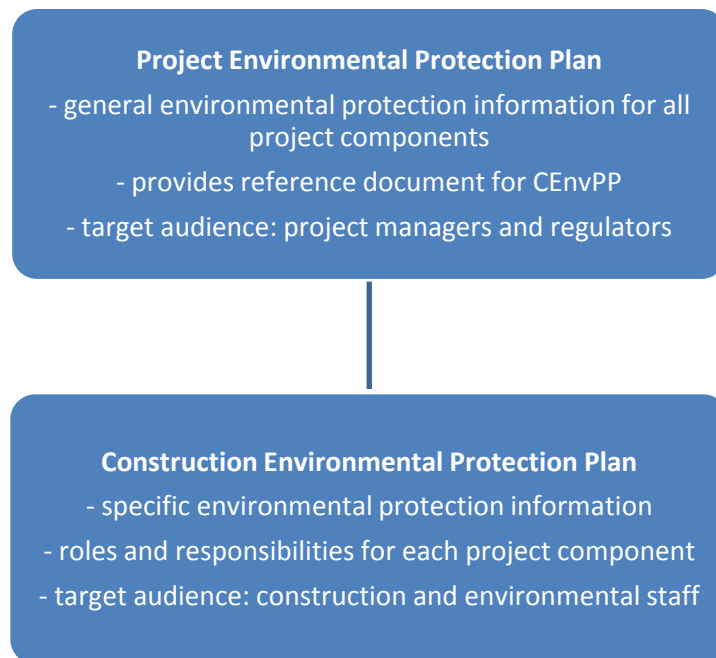 Project Environmental Protection Plan
- general environmental protection information for all
project components
- provides reference document for CEnvPP
- target audience: project managers and regulators
Construction Environmental Protection Plan
- specific environmental protection information
- roles and responsibilities for each project component
- target audience: construction and environmental staff